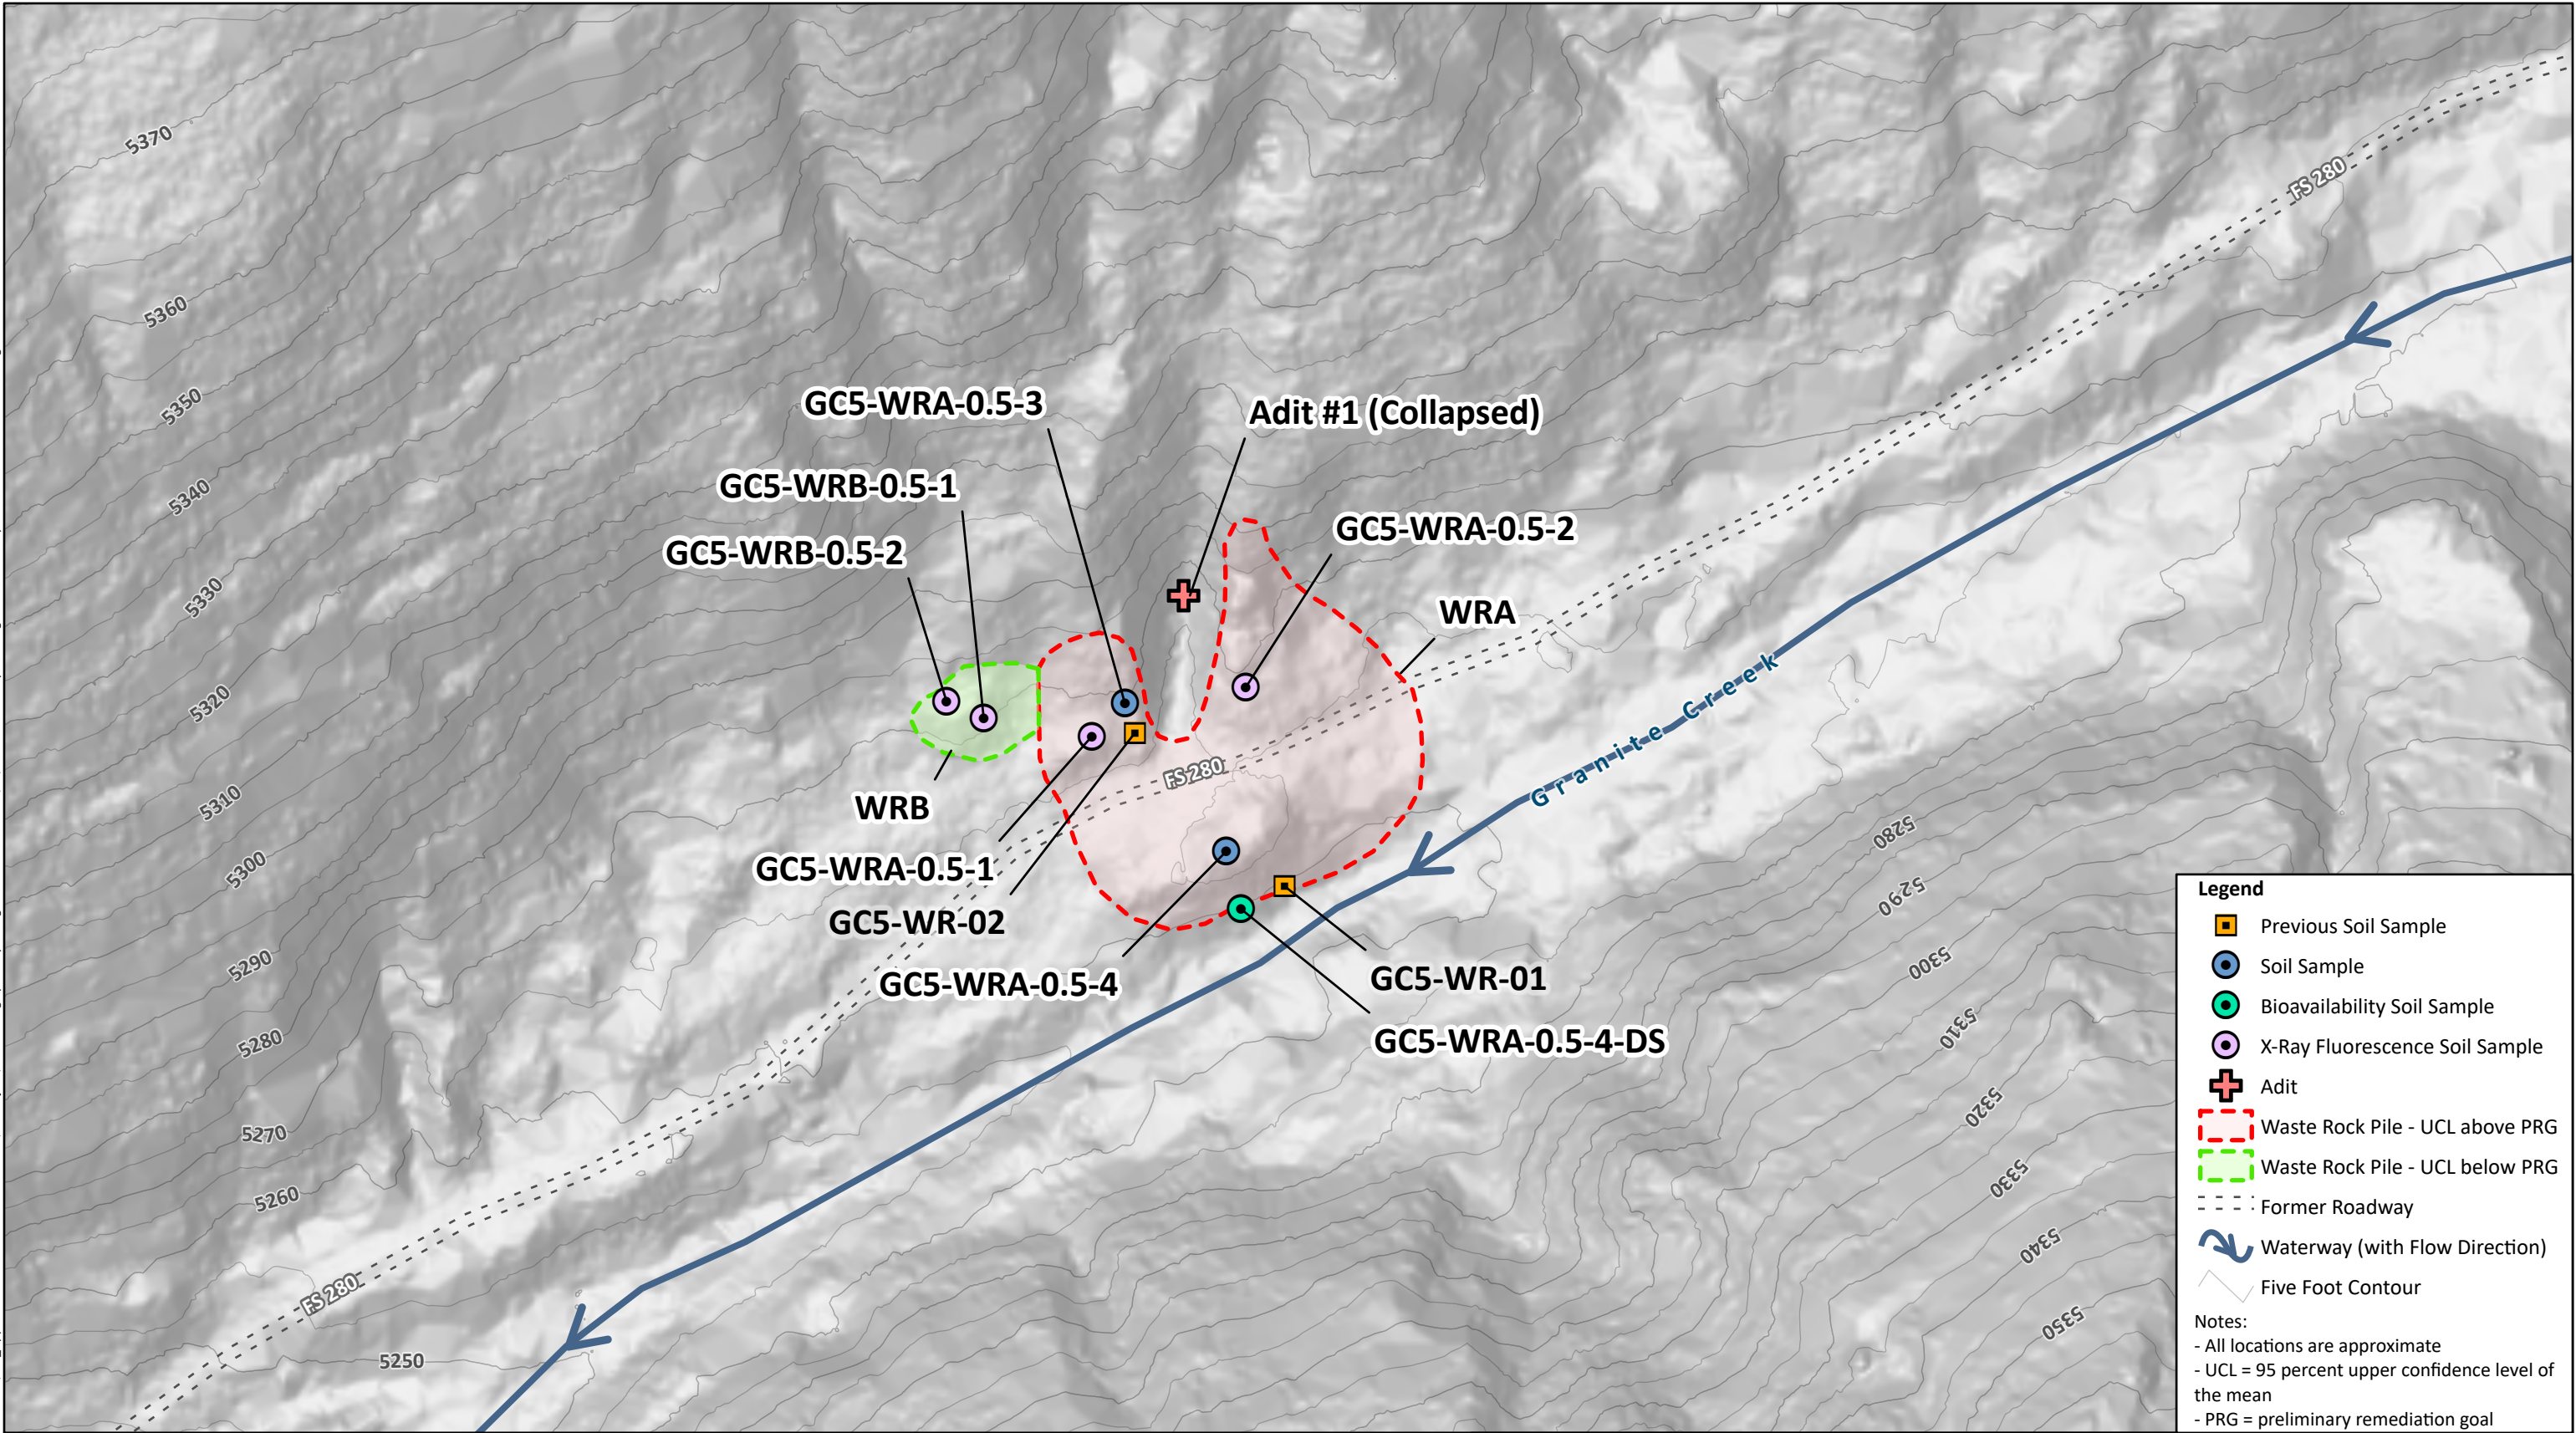 5370
FS 280
5360
5350
GC5-WRA-0.5-3
Adit #1 (Collapsed)
5340
GC5-WRB-0.5-1
GC5-WRA-0.5-2
GC5-WRB-0.5-2
5330
WRA
5320
Granite Creek
FS 280
5310
WRB
5280
5300
GC5-WRA-0.5-1
5290
GC5-WR-02
5290
5300
GC5-WRA-0.5-4
GC5-WR-01
5310
5280
GC5-WRA-0.5-4-DS
5320
5270
5330
5260
5340
FS 280
5350
5250
Legend
Previous Soil Sample
Soil Sample
Bioavailability Soil Sample
X-Ray Fluorescence Soil Sample
Adit
Waste Rock Pile - UCL above PRG
Waste Rock Pile - UCL below PRG
Former Roadway
Waterway (with Flow Direction)
Five Foot Contour
Notes:
- All locations are approximate
- UCL = 95 percent upper confidence level of
the mean
- PRG = preliminary remediation goal